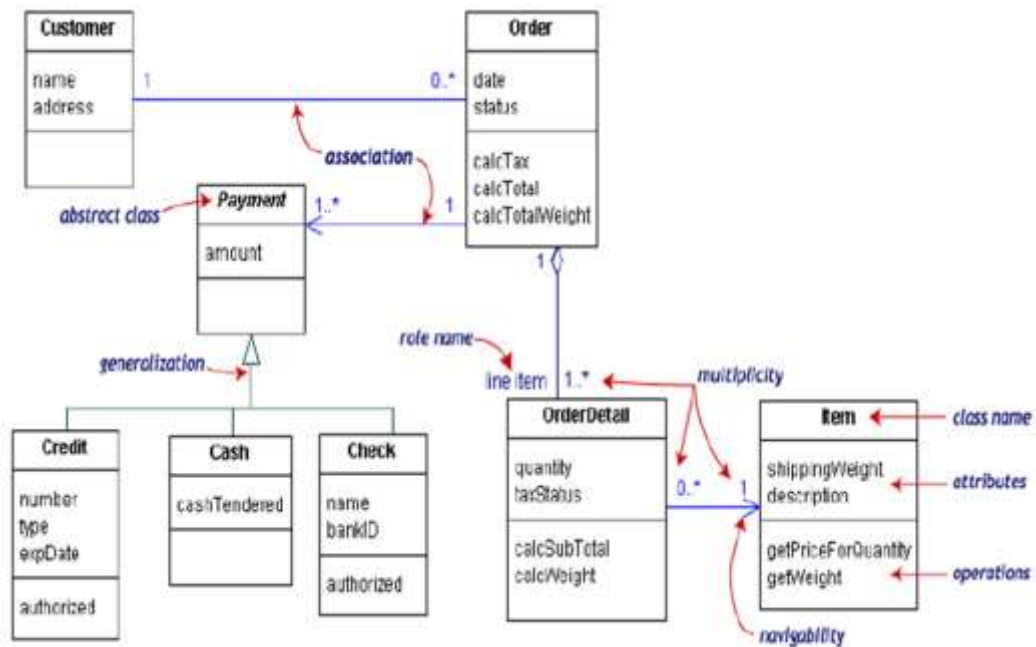 Customer
name
address
1
0..*
Order
date
status
calcTax
calcTotal
calcTotalWeight
association
abstract class
Payment
1..*
1
amount
1
generalization
role name
line item
1..*
multiplicity
Credit
number
type
expDate
authorized
Cash
cashTendered
Check
name
bankID
authorized
OrderDetail
quantity
taxStatus
calcSubTotal
calcWeight
0..*
1
Item
class name
shippingWeight
description
attributes
getPriceForQuantity
getWeight
operations
navigability